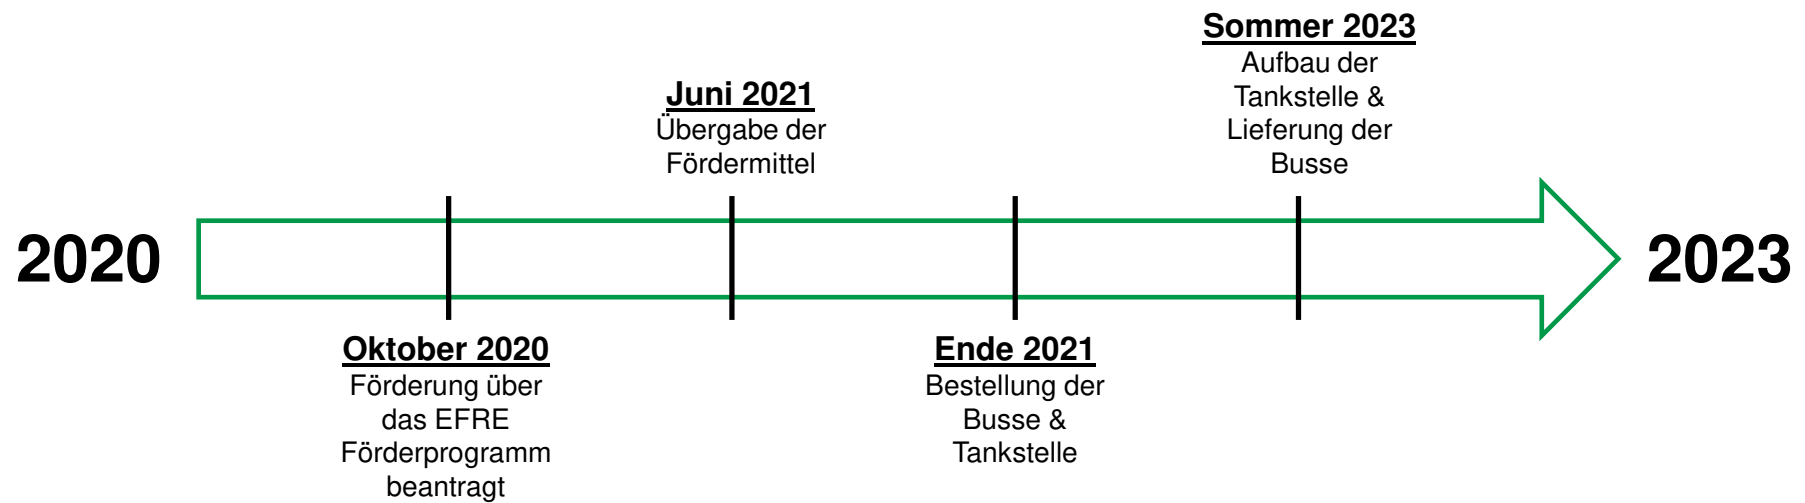 2020
Oktober 2020
Förderung über
das EFRE
Förderprogramm
beantragt
Juni 2021
Übergabe der
Fördermittel
Ende 2021
Bestellung der
Busse &
Tankstelle
Sommer 2023
Aufbau der
Tankstelle &
Lieferung der
Busse
2023